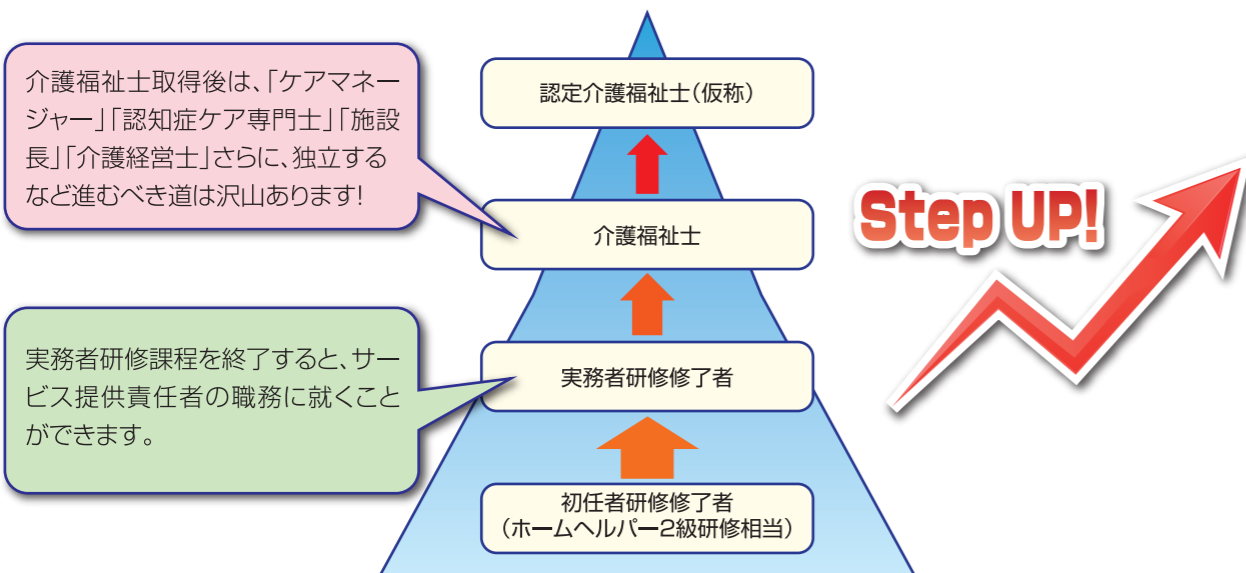 認定介護福祉士(仮称)
介護福祉士取得後は、「ケアマネー
ジャー」「認知症ケア専門士」「施設
長」「介護経営士」さらに、独立する
など進むべき道は沢山あります!
介護福祉士
Step UP!
実務者研修課程を終了すると、サー
ビス提供責任者の職務に就くこと
ができます。
実務者研修修了者
初任者研修修了者
(ホームヘルパー2級研修相当)